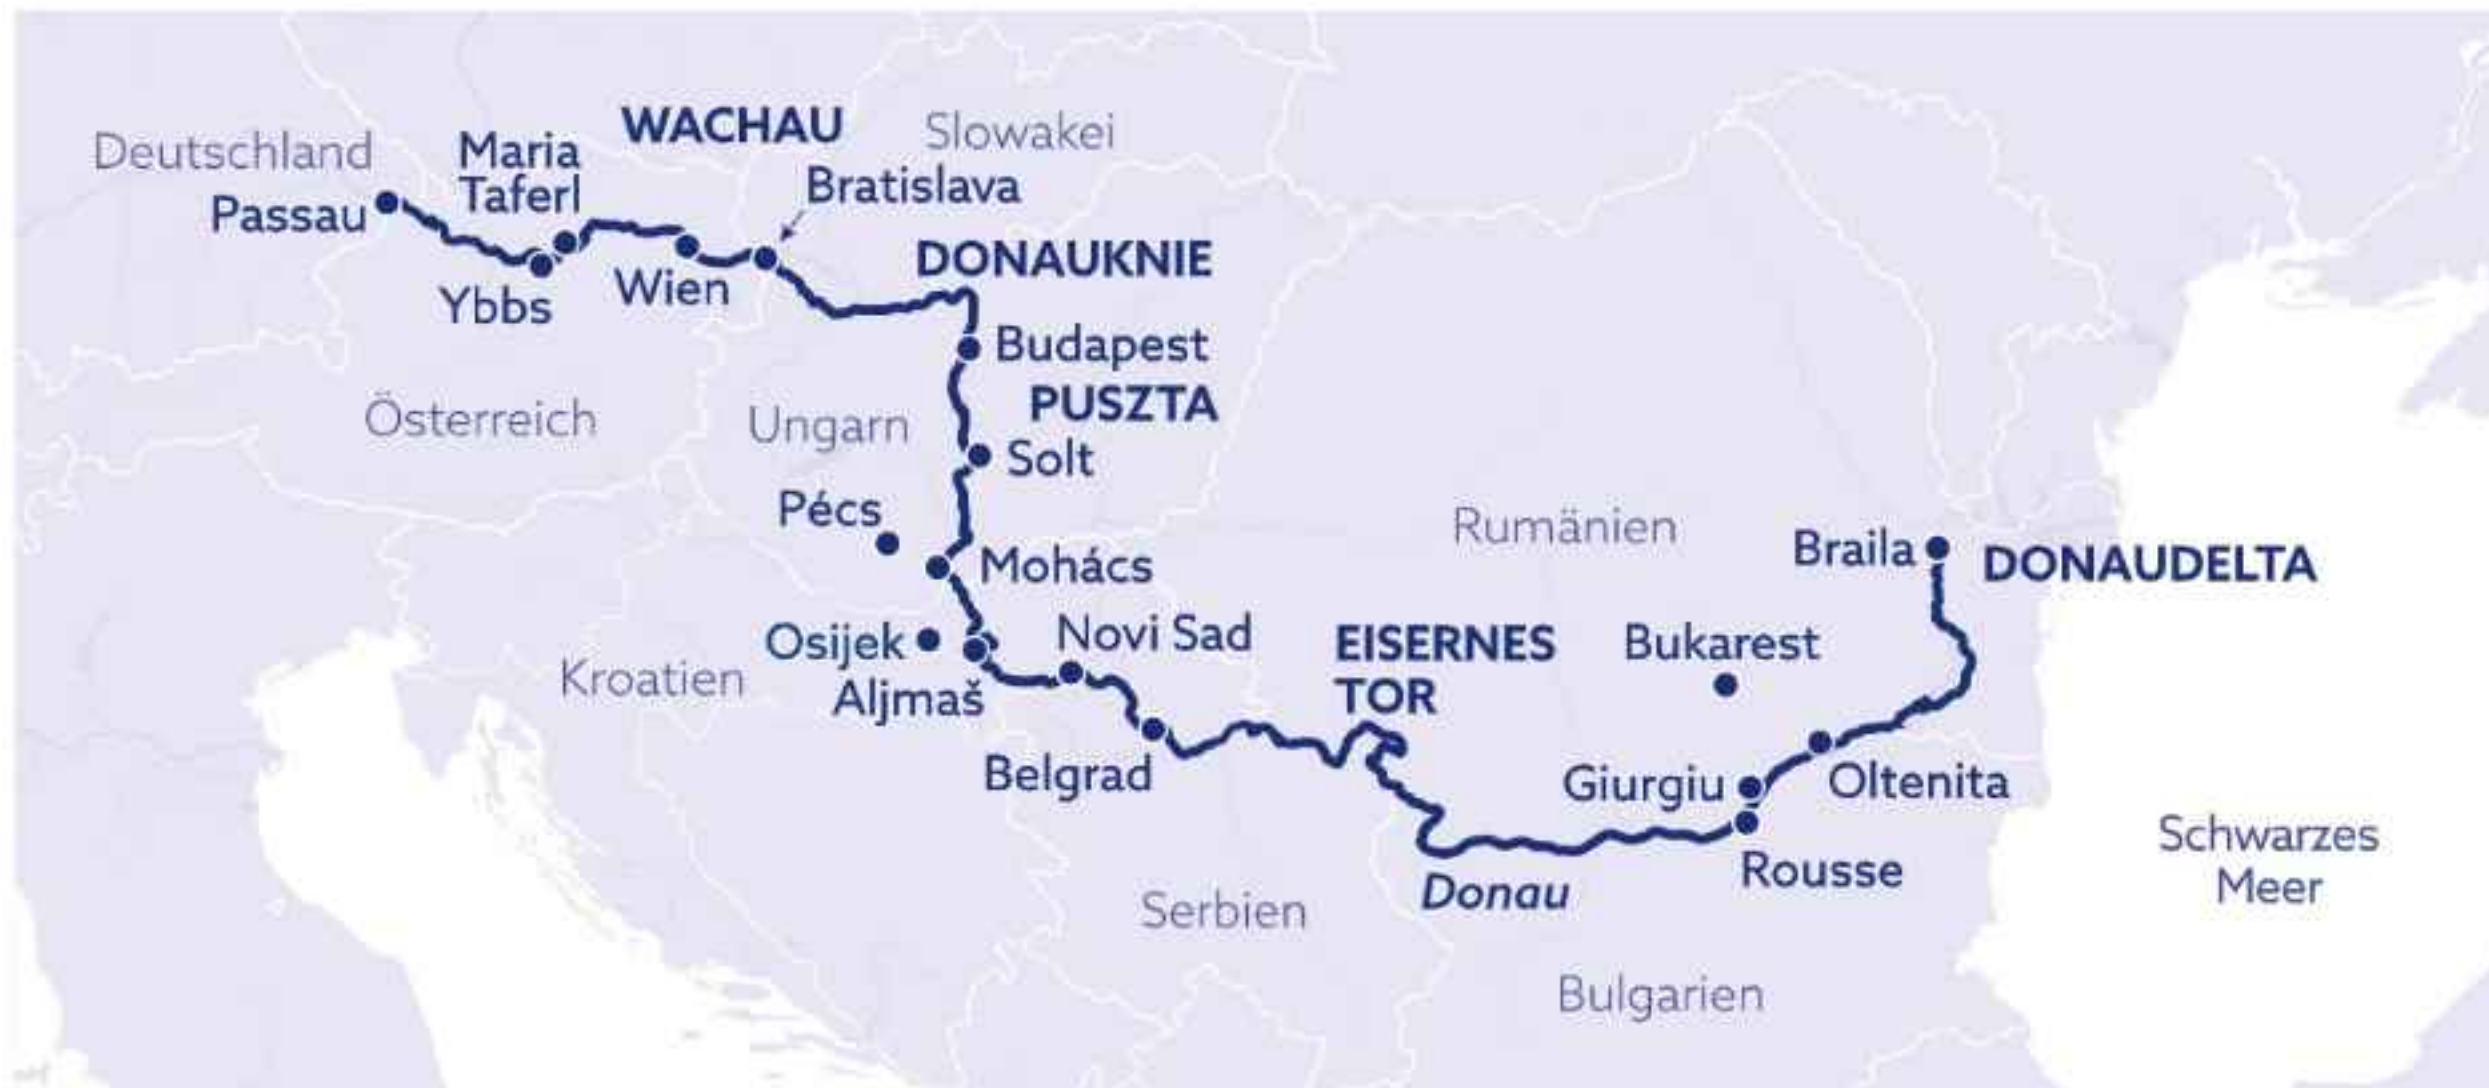 WACHAU
Slowakei
Deutschland
Maria
Taferl
Bratislava
Passau
DONAUKNIE
Ybbs
Wien
Budapest
PUSZTA
Österreich
Ungarn
Solt
Pécs
Rumänien
Braila
DONAUDELTA
Mohács
Osijek
Novi Sad
EISERNES
TOR
Bukarest
Kroatien
Aljmaš
Belgrad
Giurgiu
Oltenita
Schwarzes
Meer
Rousse
Donau
Serbien
Bulgarien